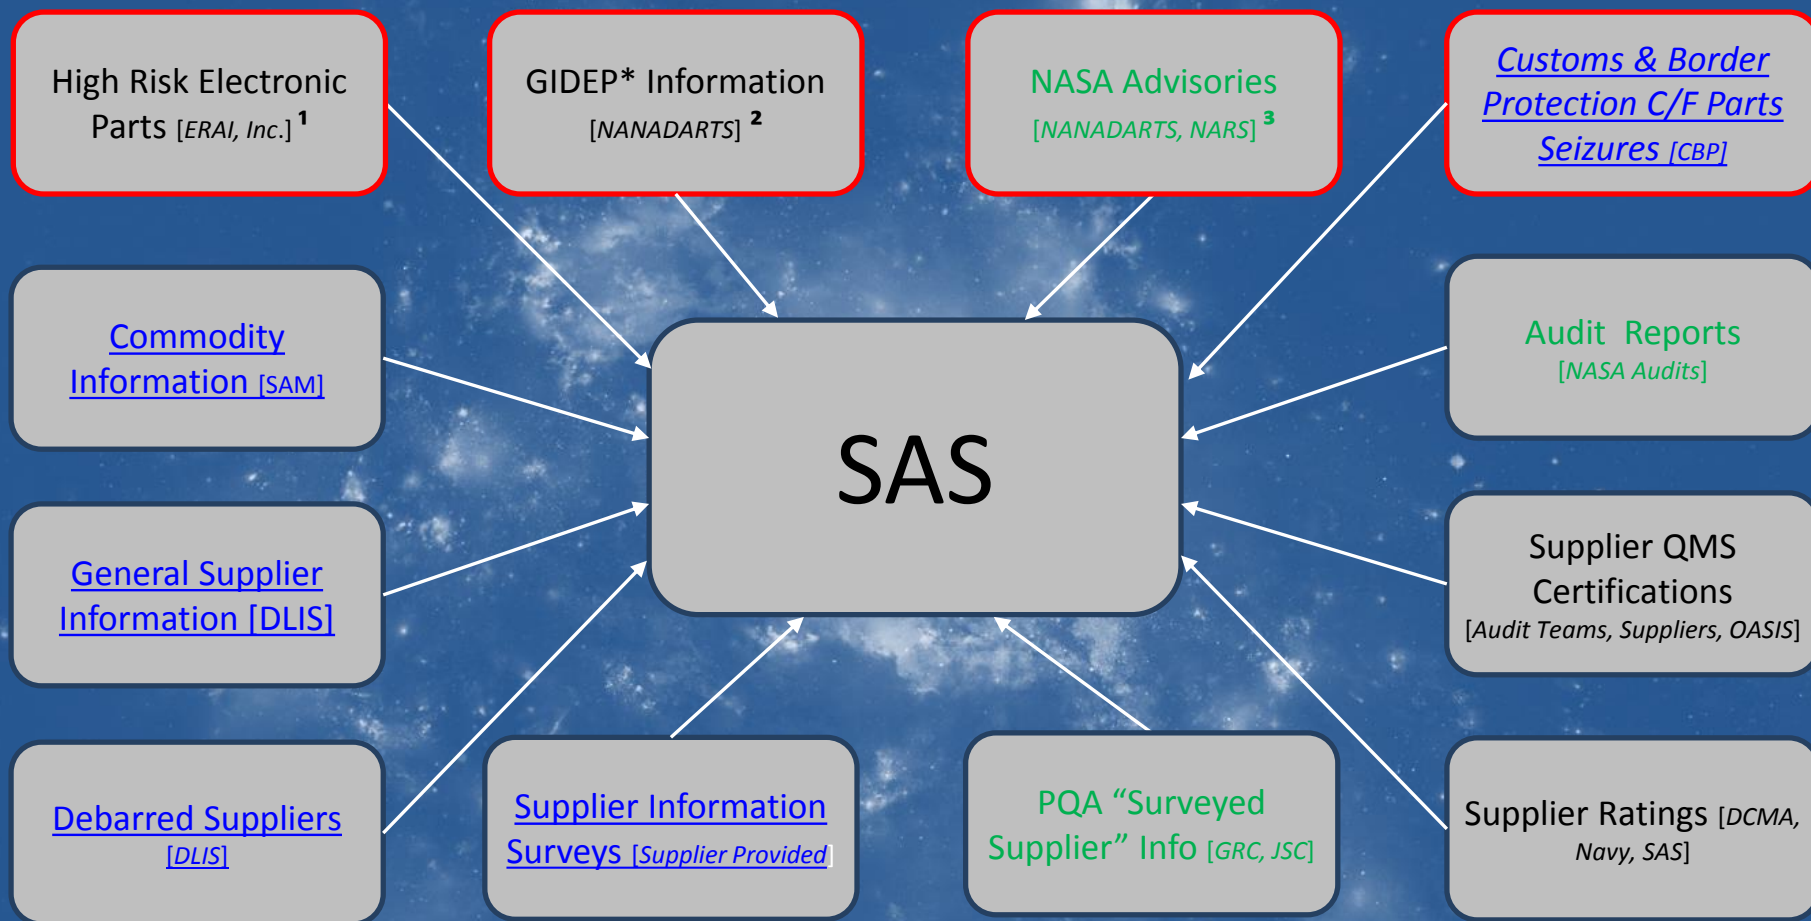 High Risk Electronic
Parts [ERAI, Inc.] 1
GIDEP* Information
[NANADARTS] 2
NASA Advisories
[NANADARTS, NARS] 3
Customs & Border
Protection C/F Parts
Seizures [CBP]
Commodity
Information [SAM]
SAS
Audit  Reports
[NASA Audits]
General Supplier
Information [DLIS]
Supplier QMS
Certifications
[Audit Teams, Suppliers, OASIS]
Debarred Suppliers
[DLIS]
Supplier Information
Surveys [Supplier Provided]
PQA “Surveyed
Supplier” Info [GRC, JSC]
Supplier Ratings [DCMA,
Navy, SAS]